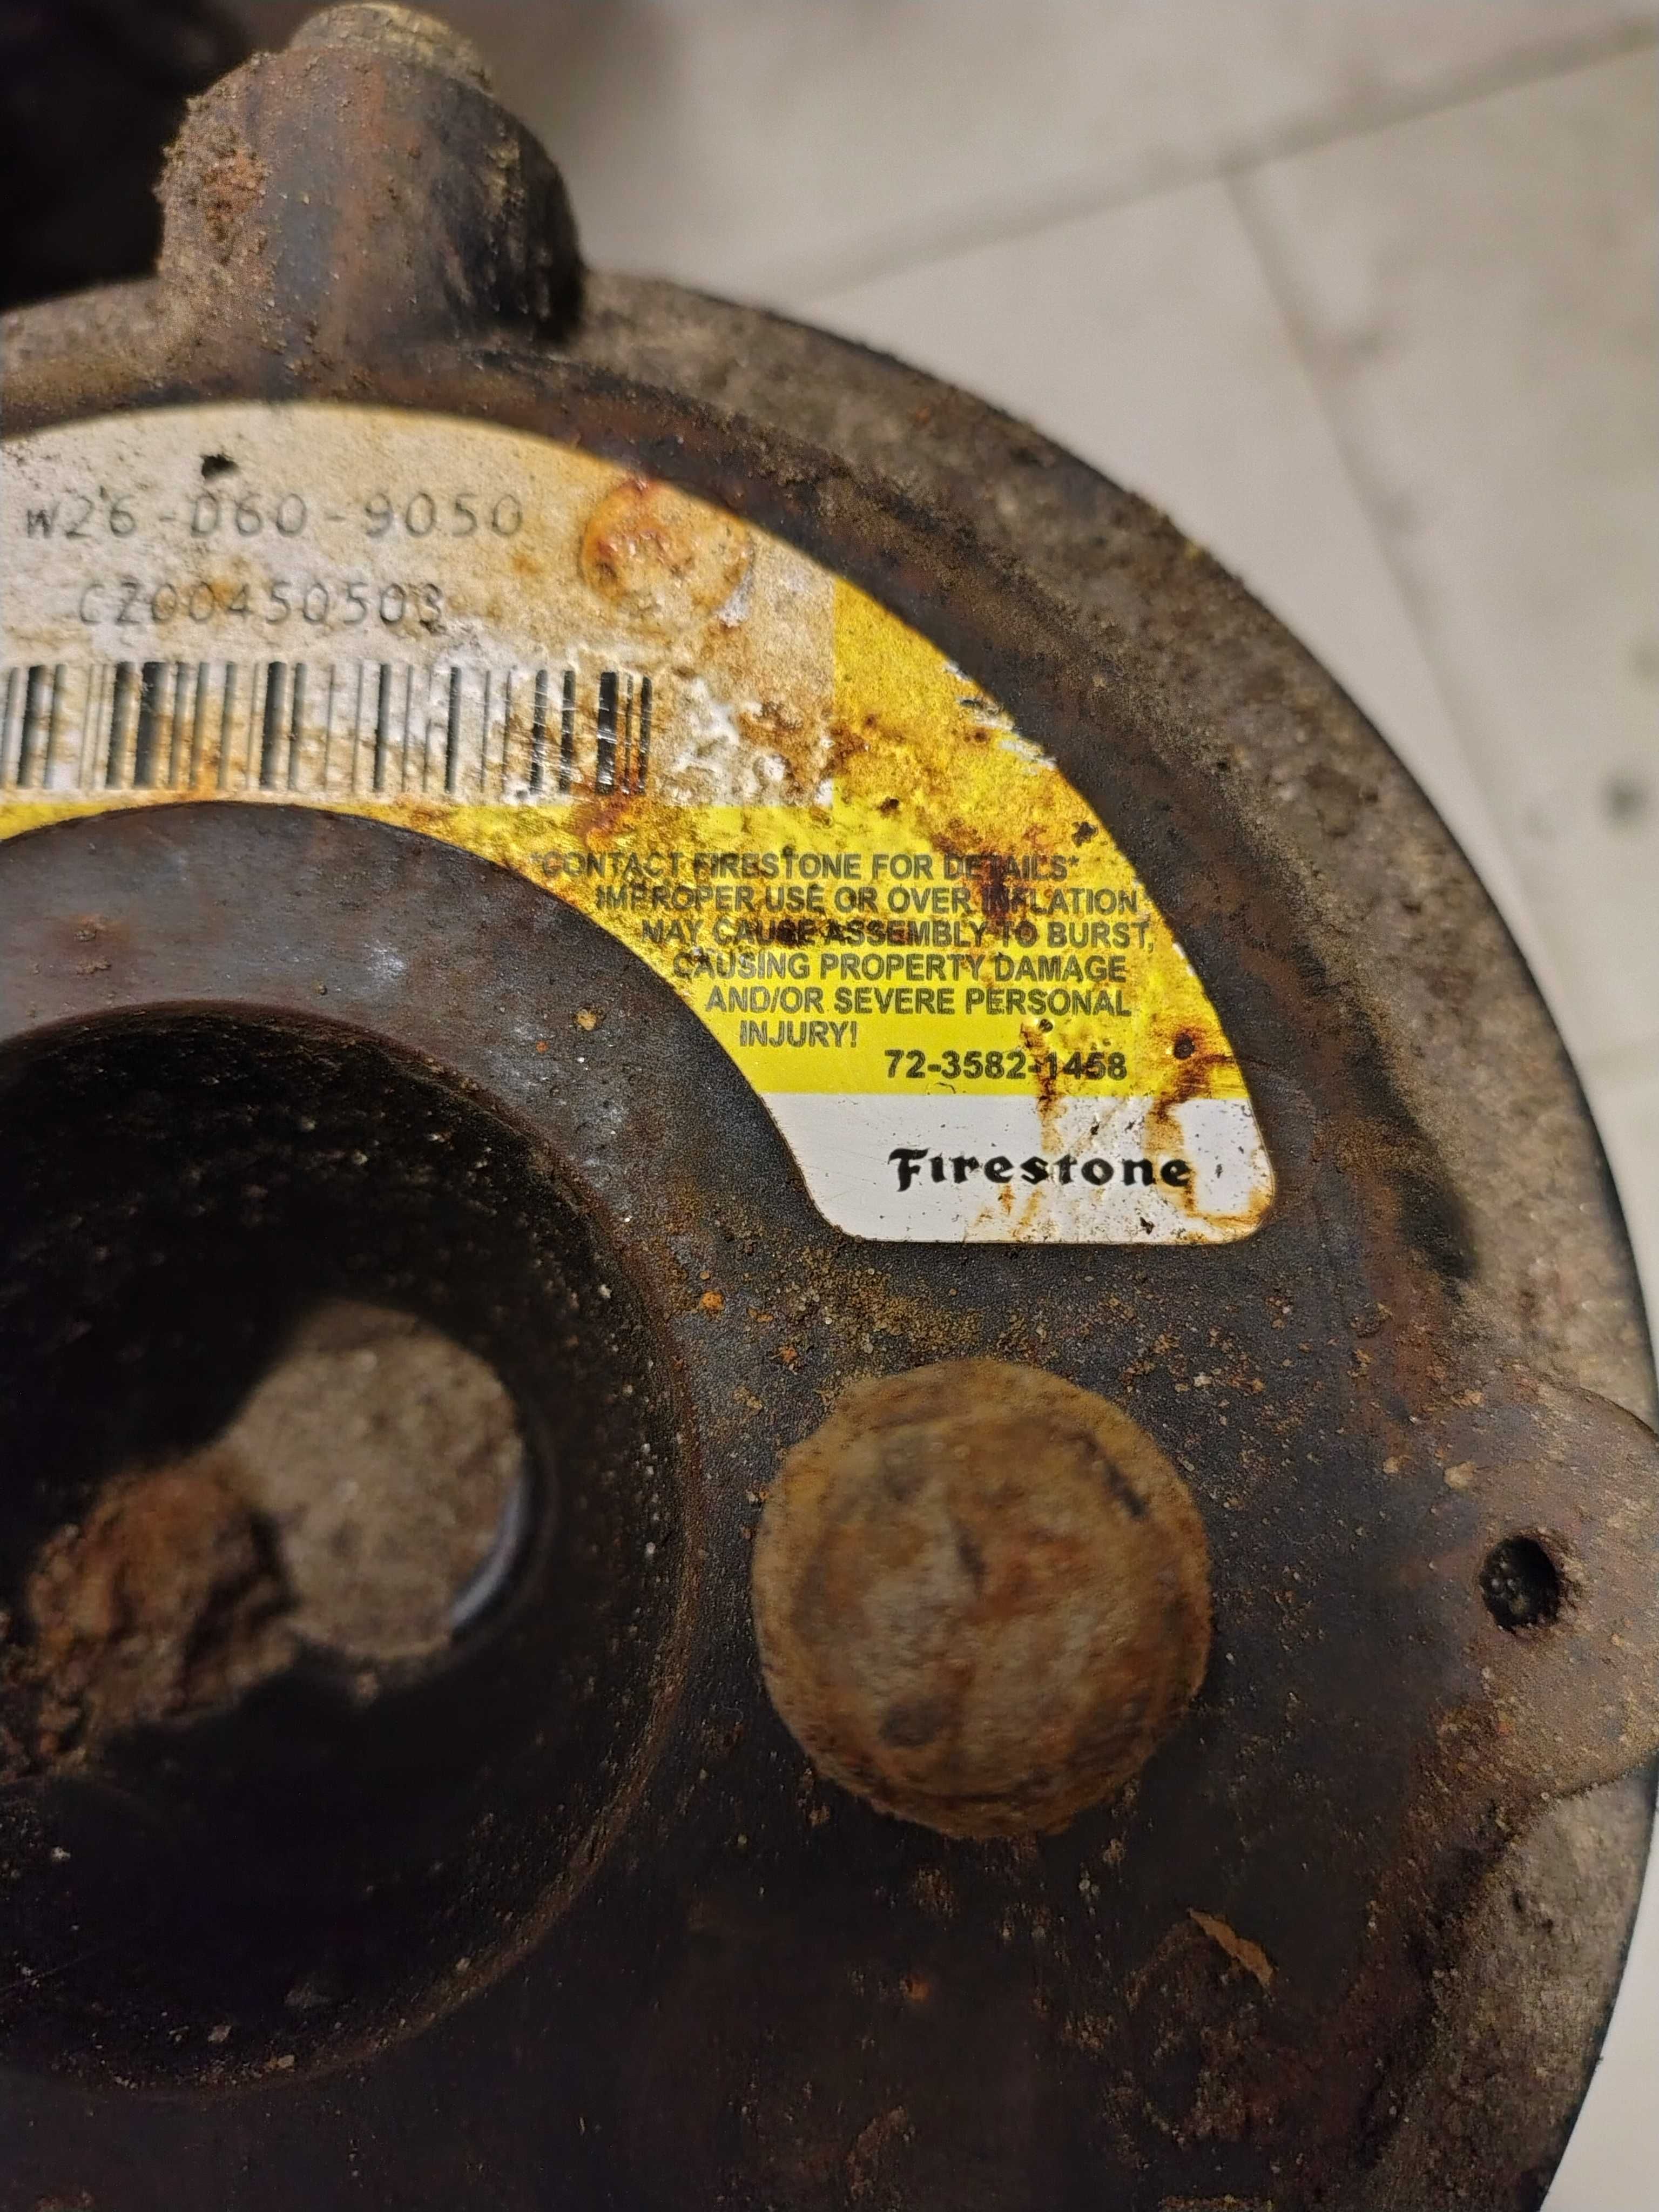 W26-D60-9050
CZ00450503
*CONTACT FIRESTONE FOR DETAILS*
IMPROPER USE OR OVER INFLATION
MAY CAUSE ASSEMBLY TO BURST,
CAUSING PROPERTY DAMAGE
AND/OR SEVERE PERSONAL
INJURY!
72-3582-1458
Firestone